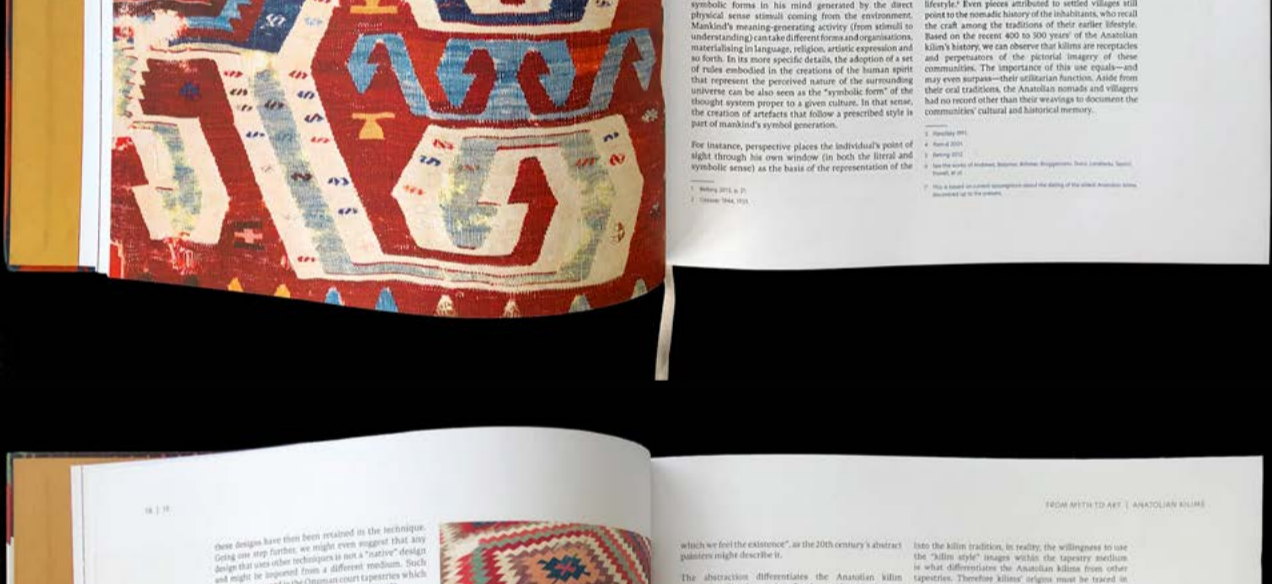 symbolic forms in his mind generated by the direct
physical sense stimuli coming from the environment.
Mankind's meaning-generating activity (from stimuli to
understanding) can take different forms and organisations,
materialising in language, religion, artistic expression and
so forth. In its more specific details, the adoption of a set
of rules embodied in the creations of the human spirit
that represent the perceived nature of the surrounding
universe can be also seen as the "symbolic form" of the
thought system proper to a given culture. In that sense,
the creation of artefacts that follow a prescribed style is
part of mankind's symbol generation.
For instance, perspective places the individual's point of
sight through his own window (in both the literal and
symbolic sense) as the basis of the representation of the
lifestyle.⁶ Even pieces attributed to settled villages still
point to the nomadic history of the inhabitants, who recall
the craft among the traditions of their earlier lifestyle.
Based on the recent 400 to 500 years⁷ of the Anatolian
kilim's history, we can observe that kilims are receptacles
and perpetuators of the pictorial imagery of these
communities. The importance of this use equals—and
may even surpass—their utilitarian function. Aside from
their oral traditions, the Anatolian nomads and villagers
had no record other than their weavings to document the
communities' cultural and historical memory.
18 | 19
these designs have then been retained in the technique.
Going one step further, we might even suggest that any
design that uses other techniques is not a "native" design
and might be imported from a different medium. Such
Ottoman court tapestries which
FROM MYTH TO ART | ANATOLIAN KILIMS
which we feel the existence", as the 20th century's abstract
painters might describe it.
The abstraction differentiates the Anatolian kilim
into the kilim tradition. In reality, the willingness to use
the "kilim style" images within the tapestry medium
is what differentiates the Anatolian kilims from other
tapestries. Therefore kilims' origins must be traced in